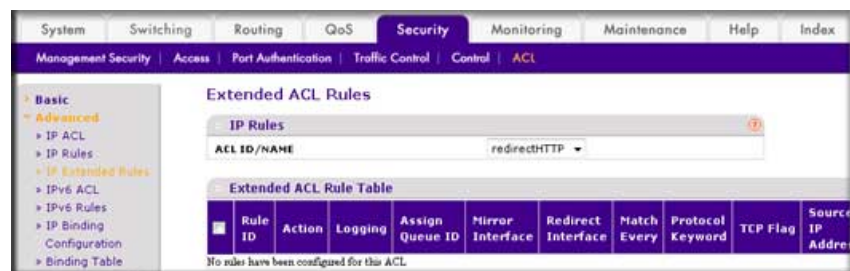 System Switching Routing QoS Security Monitoring Maintenance Help Index
Management Security Access Port Authentication Traffic Control Control ACL
Basic
Advanced
IP ACL
IP Rules
IP Extended Rules
IPv6 ACL
IPv6 Rules
IP Binding
Configuration
Binding Table
Extended ACL Rules
IP Rules
ACL ID/NAME redirectHTTP
Extended ACL Rule Table
Rule ID Action Logging Assign Queue ID Mirror Interface Redirect Interface Match Every Protocol Keyword TCP Flag Source IP
No rules have been configured for this ACL